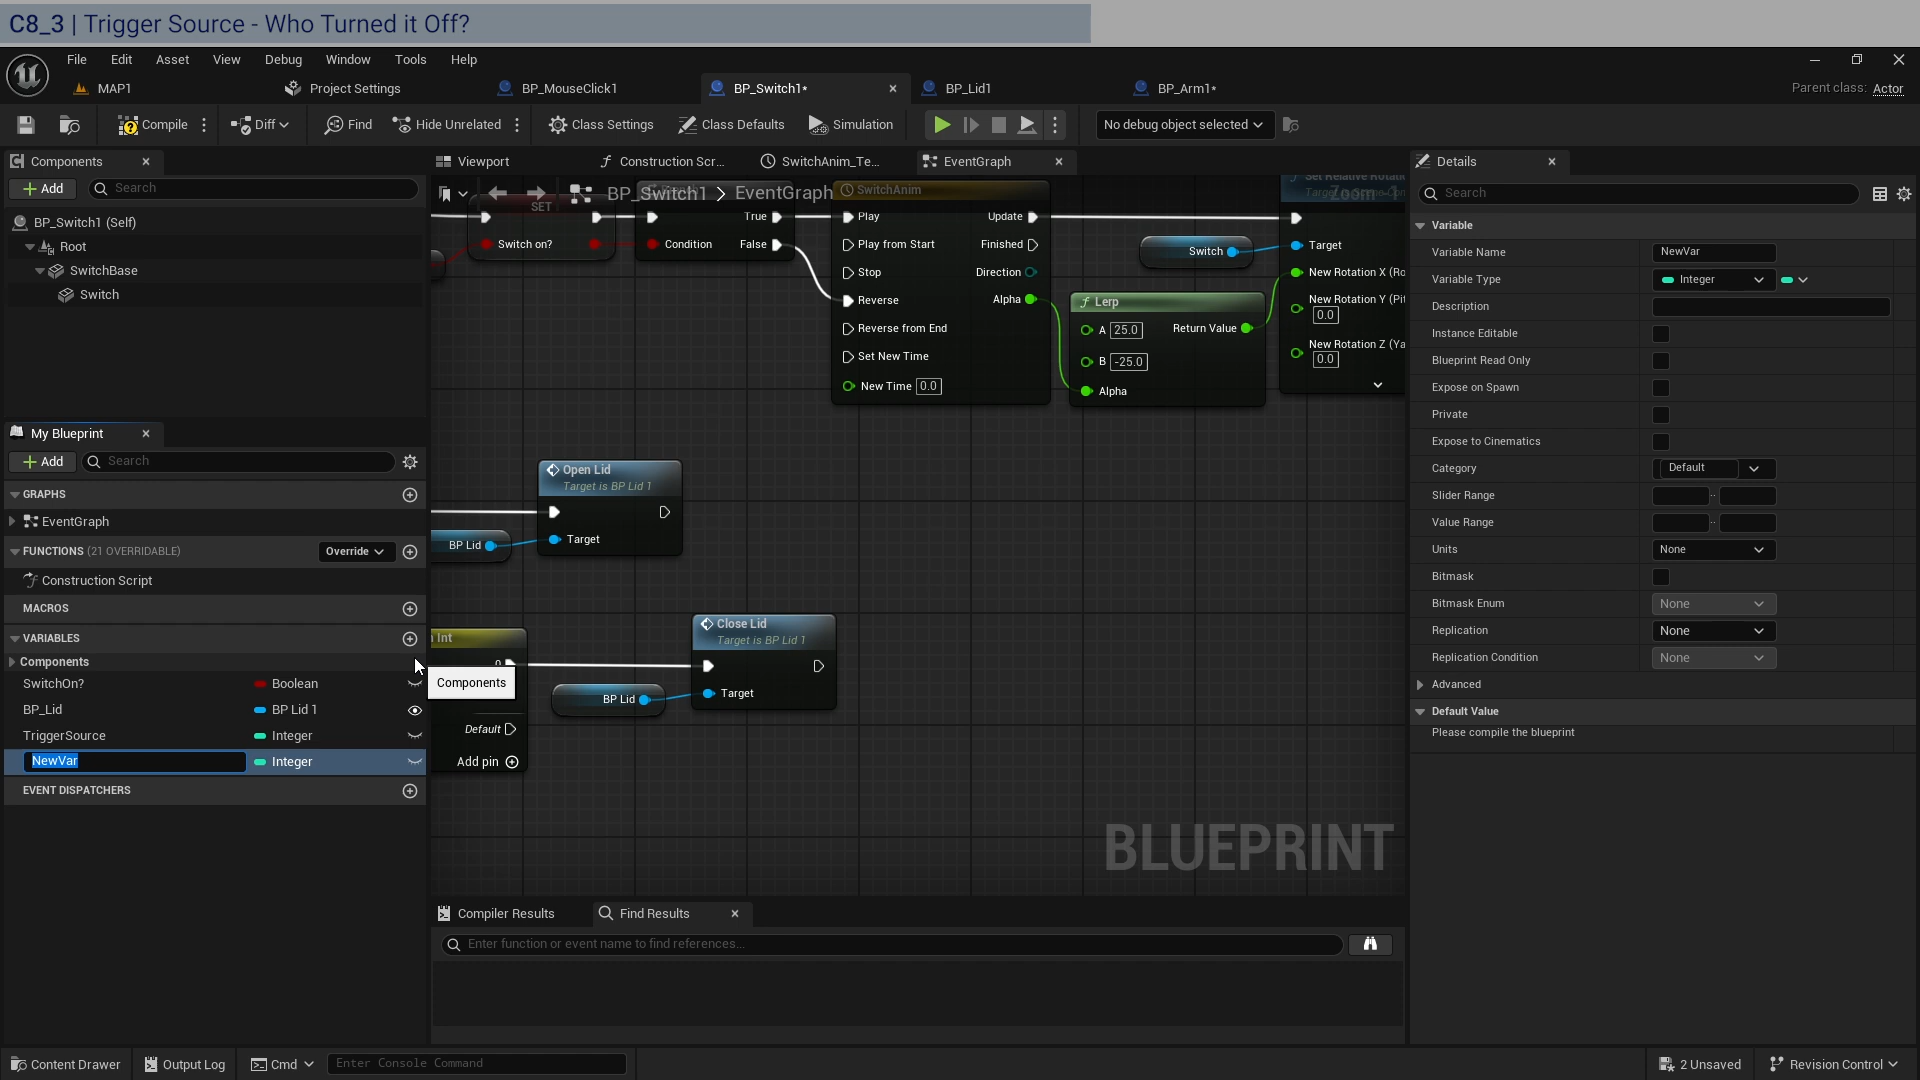 C8_3 | Trigger Source - Who Turned it Off?
File Edit Asset View Debug Window Tools Help
MAP1 Project Settings BP_MouseClick1 BP_Switch1* BP_Lid1 BP_Arm1* Parent class: Actor
Compile Diff Find Hide Unrelated Class Settings Class Defaults Simulation No debug object selected
Components
Add Search
BP_Switch1 (Self)
Root
SwitchBase
Switch
My Blueprint
Add Search
GRAPHS
EventGraph
FUNCTIONS (21 OVERRIDABLE) Override
Construction Script
MACROS
VARIABLES
Components
SwitchOn? Boolean
BP_Lid BP Lid 1
TriggerSource Integer
NewVar Integer
EVENT DISPATCHERS
Viewport Construction Scr... SwitchAnim_Te... EventGraph
BP_Switch1 > EventGraph
Zoom -1
SET
Switch on?
True
Condition False
SwitchAnim
Play Update
Play from Start Finished
Stop Direction
Reverse Alpha
Reverse from End
Set New Time
New Time 0.0
Switch
Lerp
A 25.0 Return Value
B -25.0
Alpha
Set Relative Rotati
Target
New Rotation X (Ro
New Rotation Y (Pit
0.0
New Rotation Z (Ya
0.0
Open Lid
Target is BP Lid 1
BP Lid Target
Int
0
Default
Add pin
Components
Close Lid
Target is BP Lid 1
BP Lid Target
BLUEPRINT
Compiler Results Find Results
Enter function or event name to find references...
Details
Search
Variable
Variable Name NewVar
Variable Type Integer
Description
Instance Editable
Blueprint Read Only
Expose on Spawn
Private
Expose to Cinematics
Category Default
Slider Range
Value Range
Units None
Bitmask
Bitmask Enum None
Replication None
Replication Condition None
Advanced
Default Value
Please compile the blueprint
Content Drawer Output Log Cmd Enter Console Command 2 Unsaved Revision Control